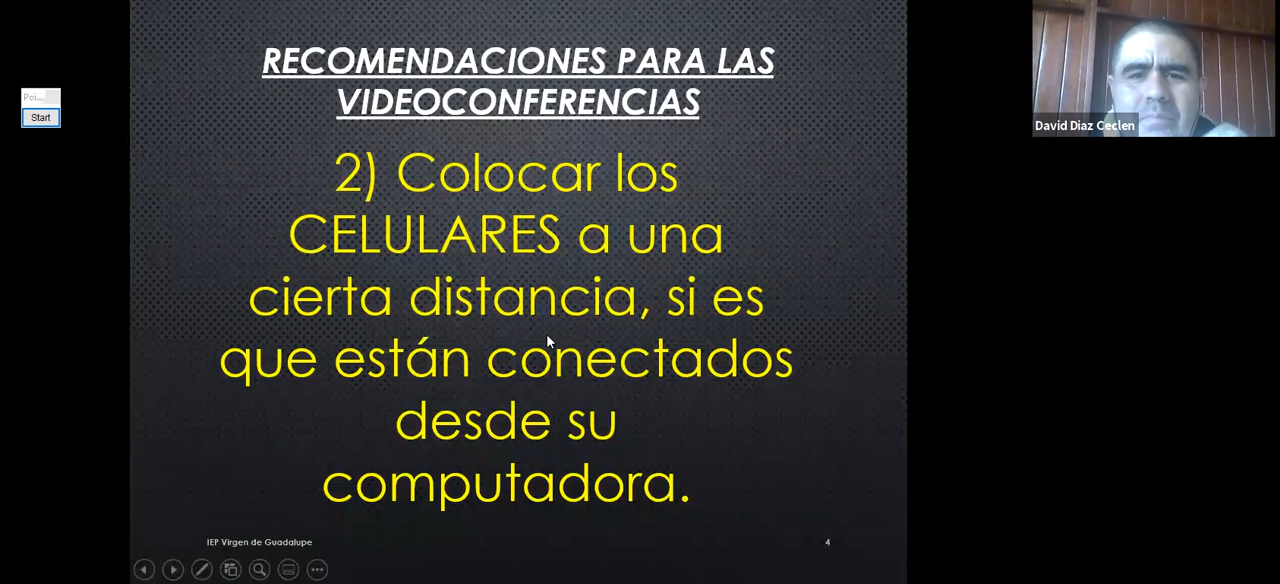 RECOMENDACIONES PARA LAS
VIDEOCONFERENCIAS
2) Colocar los
CELULARES a una
cierta distancia, si es
que están conectados
desde su
computadora.
IEP Virgen de Guadalupe
4
Poi...
Start
David Diaz Ceclen